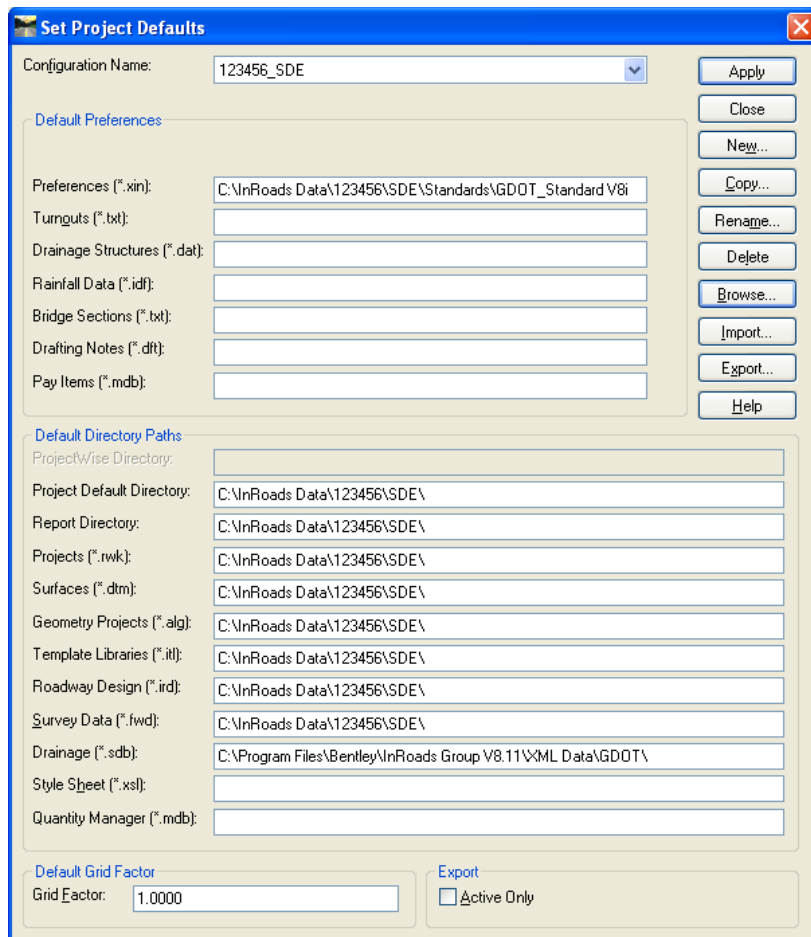 Set Project Defaults
Configuration Name: 123456_SDE
Apply
Close
Default Preferences
New...
Preferences (*.xin): C:\InRoads Data\123456\SDE\Standards\GDOT_Standard V8i
Copy...
Turnouts (*.txt):
Rename...
Drainage Structures (*.dat):
Delete
Rainfall Data (*.idf):
Browse...
Bridge Sections (*.txt):
Import...
Drafting Notes (*.dft):
Export...
Pay Items (*.mdb):
Help
Default Directory Paths
ProjectWise Directory:
Project Default Directory: C:\InRoads Data\123456\SDE\
Report Directory: C:\InRoads Data\123456\SDE\
Projects (*.rwk): C:\InRoads Data\123456\SDE\
Surfaces (*.dtm): C:\InRoads Data\123456\SDE\
Geometry Projects (*.alg): C:\InRoads Data\123456\SDE\
Template Libraries (*.itl): C:\InRoads Data\123456\SDE\
Roadway Design (*.ird): C:\InRoads Data\123456\SDE\
Survey Data (*.fwd): C:\InRoads Data\123456\SDE\
Drainage (*.sdb): C:\Program Files\Bentley\InRoads Group V8.11\XML Data\GDOT\
Style Sheet (*.xsl):
Quantity Manager (*.mdb):
Default Grid Factor
Grid Factor: 1.0000
Export
Active Only